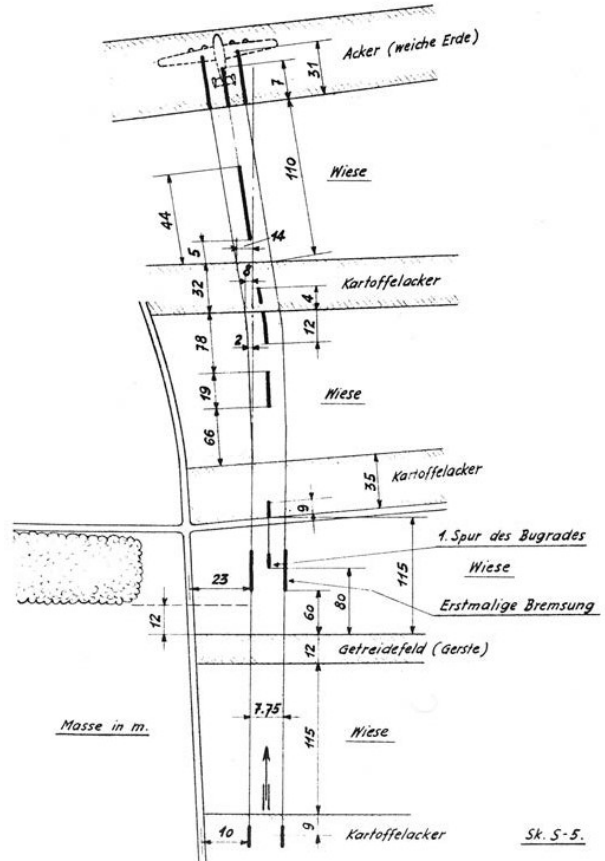 Acker (weiche Erde)
31
7
110
Wiese
44
14
5
8
Kartoffelacker
32
4
12
2
78
19
Wiese
66
35
Kartoffelacker
9
1. Spur des Bugrades
115
Wiese
23
60
80
Erstmalige Bremsung
12
12
Getreidefeld (Gerste)
7.75
Masse in m.
115
Wiese
10
9
Kartoffelacker
Sk. S-5.